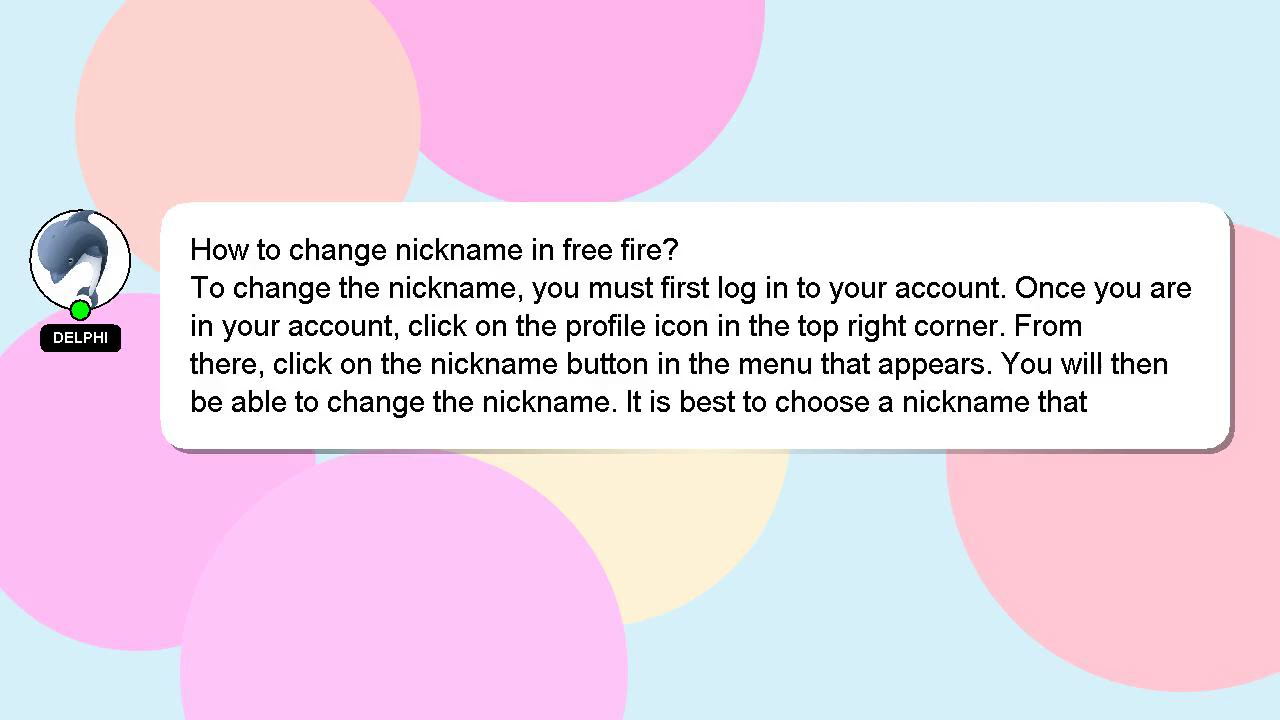 How to change nickname in free fire?
To change the nickname, you must first log in to your account. Once you are
in your account, click on the profile icon in the top right corner. From
there, click on the nickname button in the menu that appears. You will then
be able to change the nickname. It is best to choose a nickname that
DELPHI